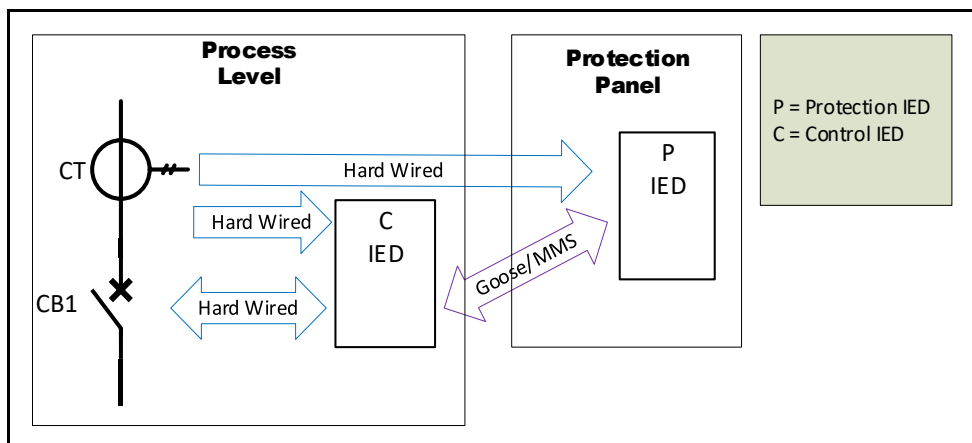 Process
Level
Protection
Panel
P = Protection IED
C = Control IED
CT
Hard Wired
P
IED
Hard Wired
C
IED
Goose/MMS
CB1
Hard Wired